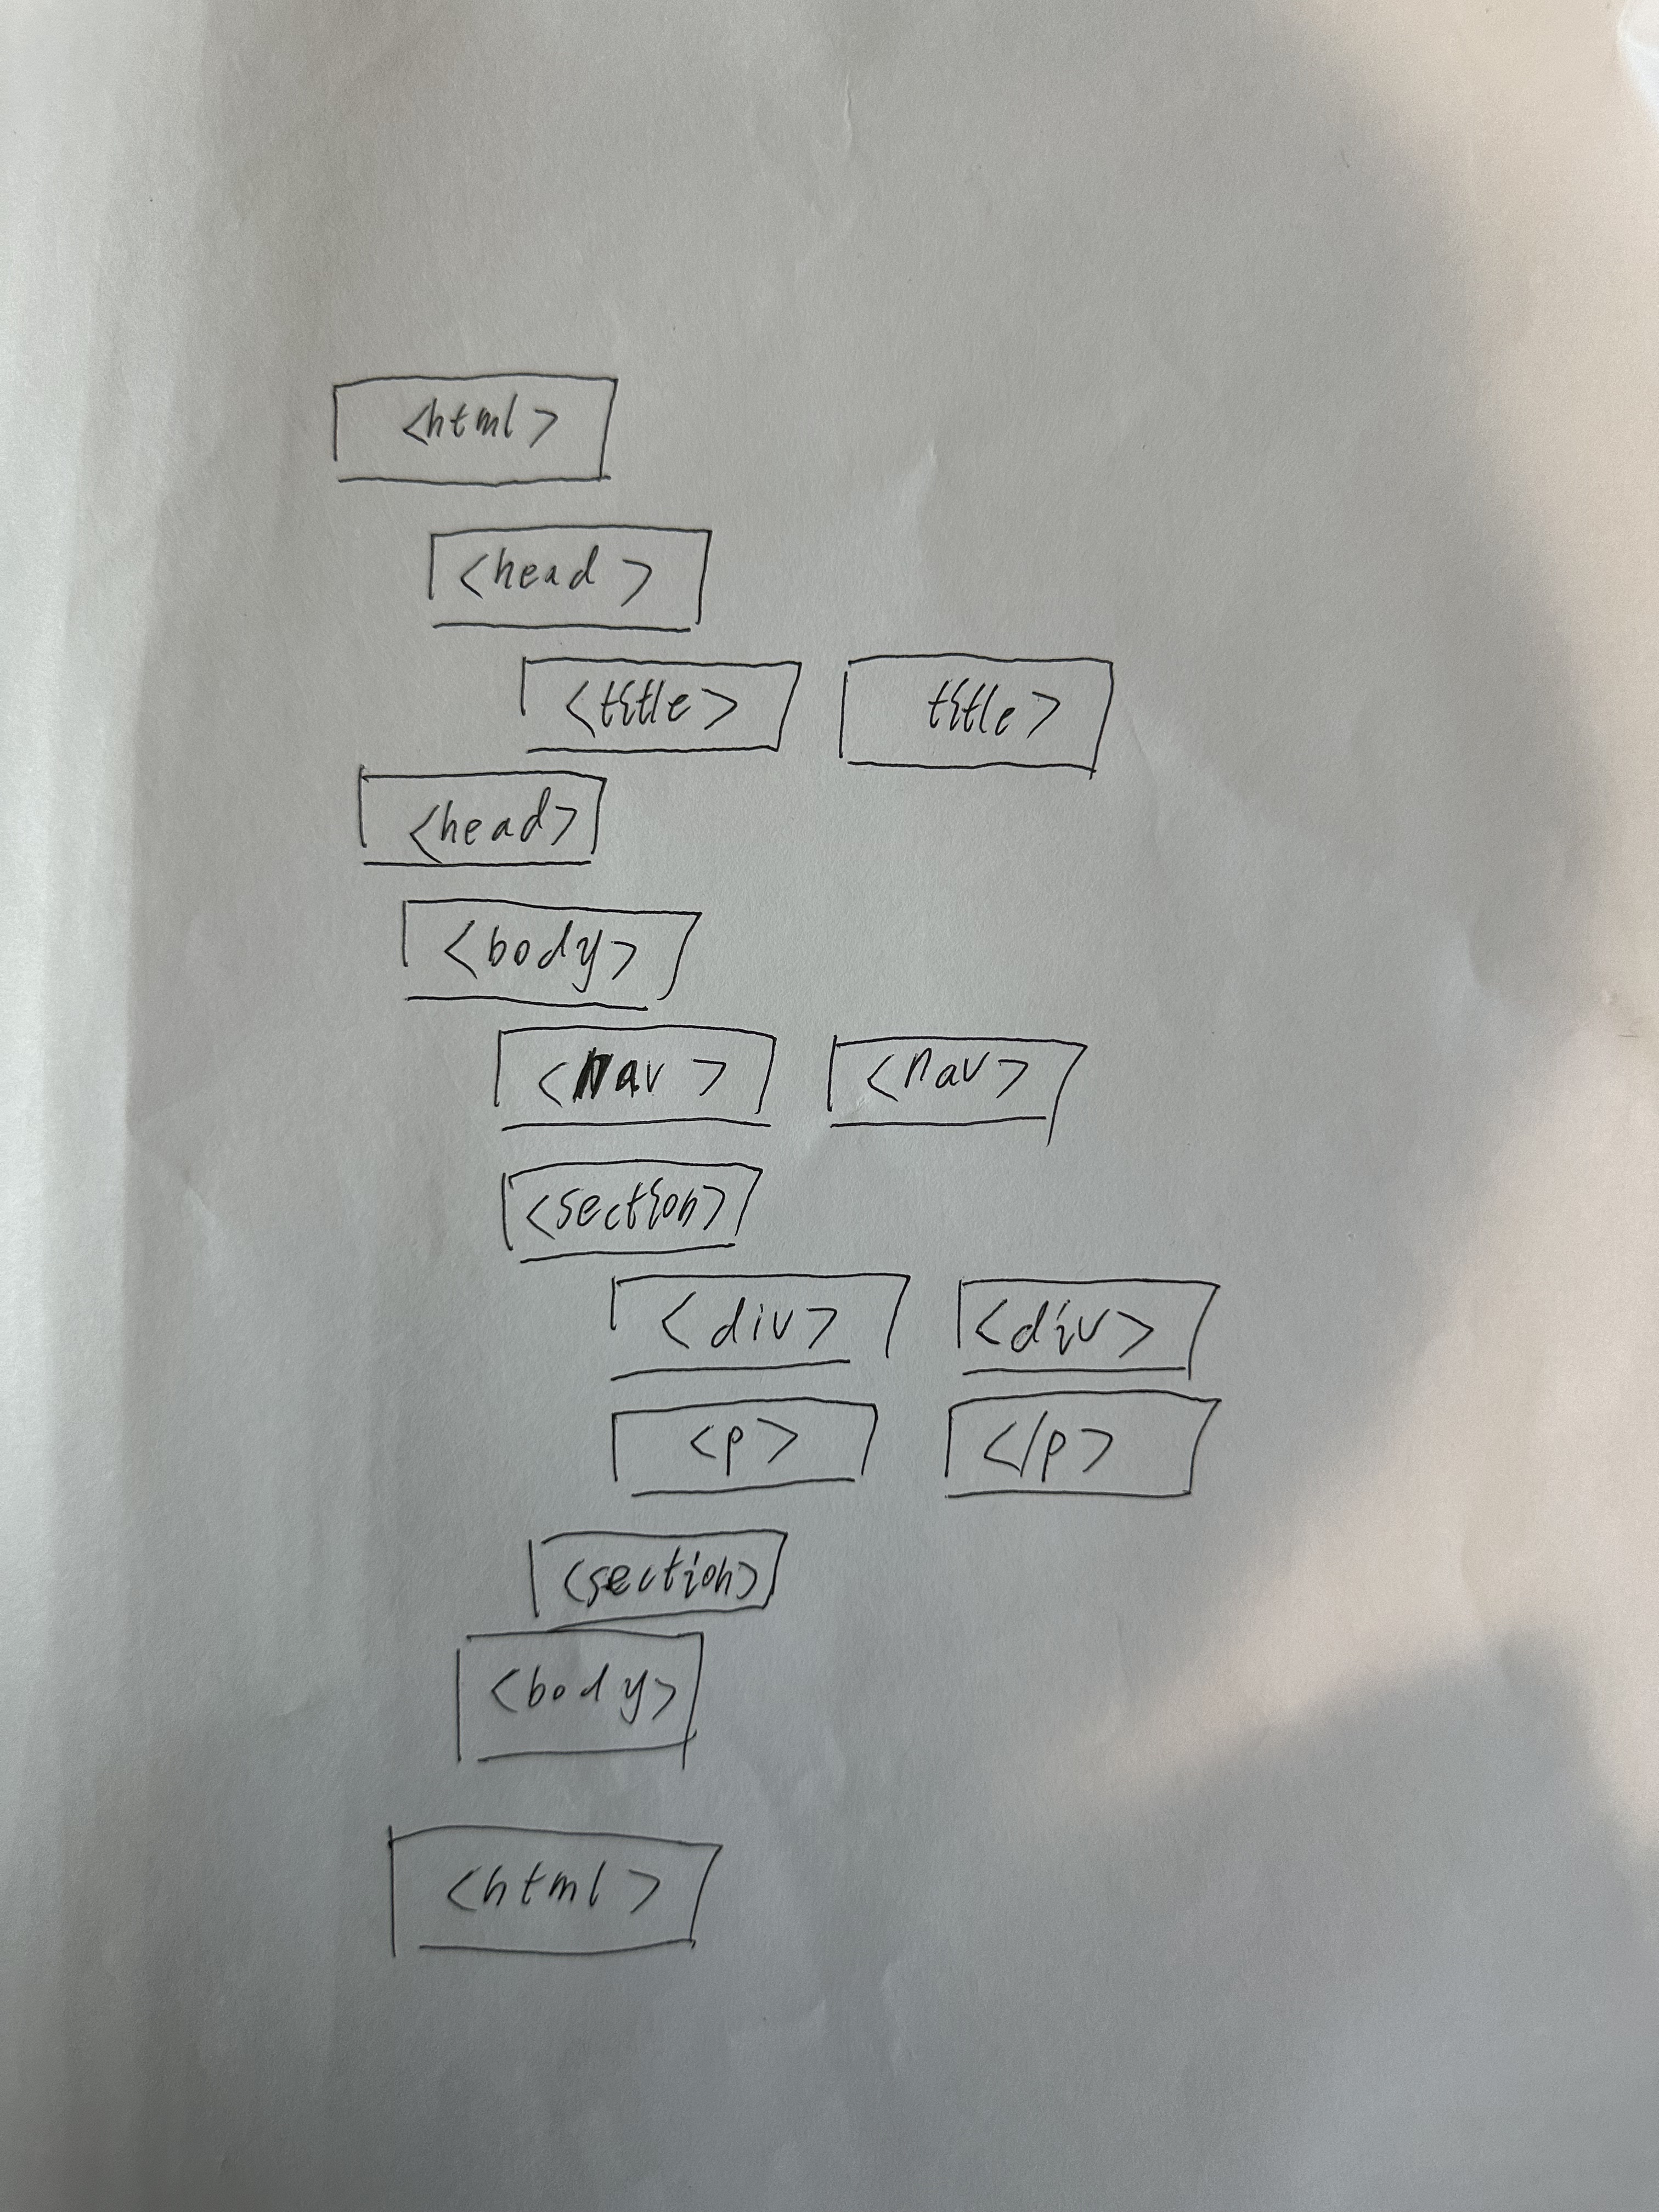 <html>
<head>
<title> title>
<head>
<body>
<nav> <nav>
<section>
<div> <div>
<p> </p>
<section>
<body>
<html>